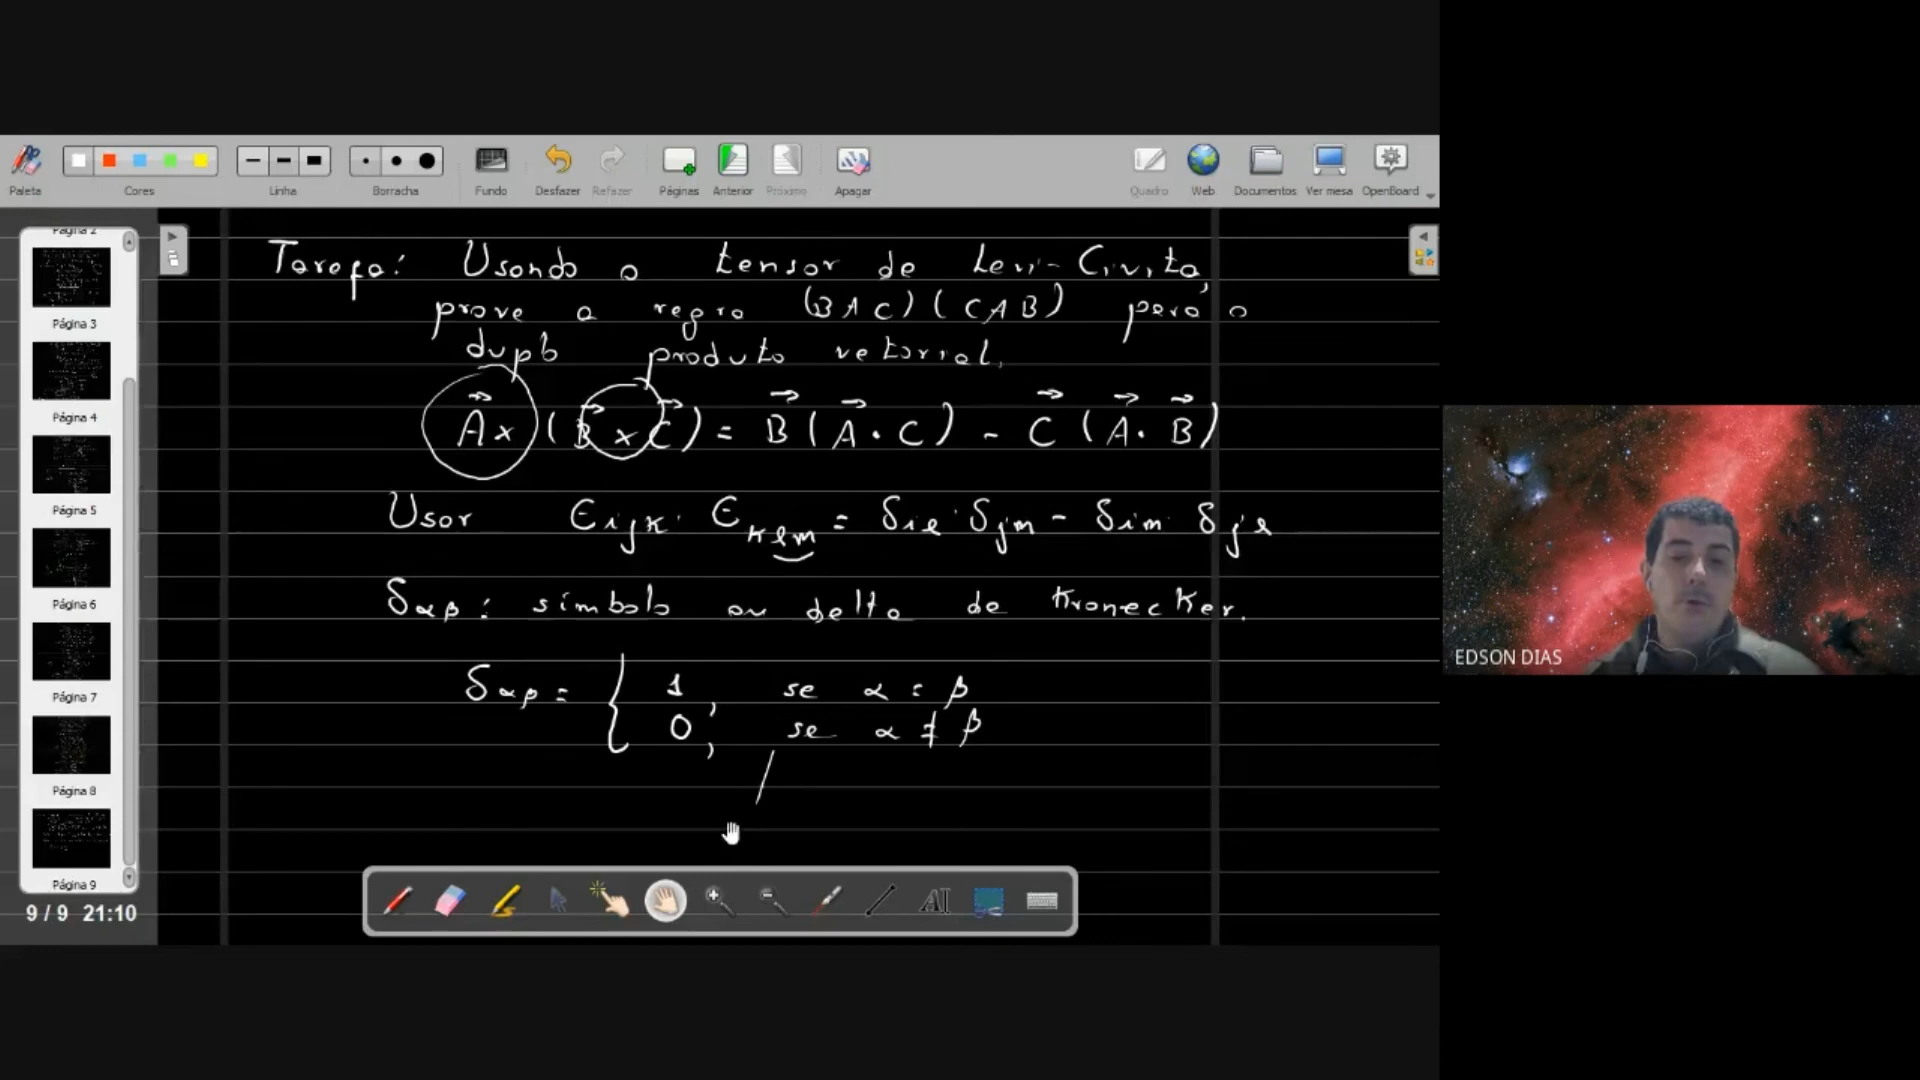 Paleta
Cores
Linha
Borracha
Fundo
Desfazer
Refazer
Páginas
Anterior
Próximo
Apagar
Quadro
Web
Documentos
Ver mesa
OpenBoard
Página 2
Página 3
Página 4
Página 5
Página 6
Página 7
Página 8
Página 9
9 / 9 21:10
Tarefa: Usando o tensor de Levi-Civita,
prove a regra (BAC)(CAB) para o
duplo produto vetorial.
A⃗ × (B⃗ × C⃗) = B⃗ (A⃗ · C) - C⃗ (A⃗ · B⃗)
Usar ϵijk · ϵkℓm = δiℓ · δjm - δim · δjℓ
δαβ : símbolo ou delta de Kronecker.
δαβ = { 1, se α = β
0, se α ≠ β
AI
EDSON DIAS